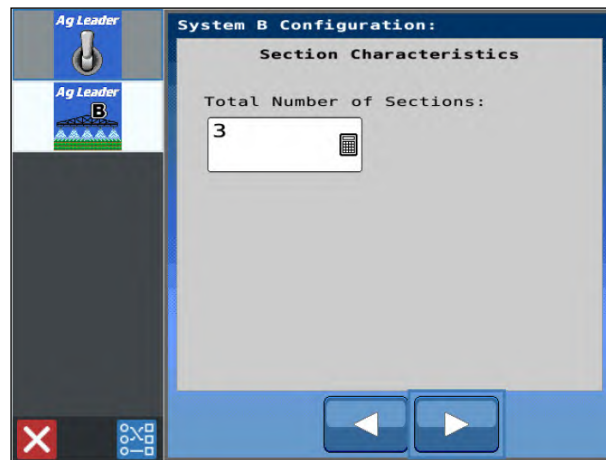 Ag Leader
Ag Leader
B
System B Configuration:
Section Characteristics
Total Number of Sections:
3